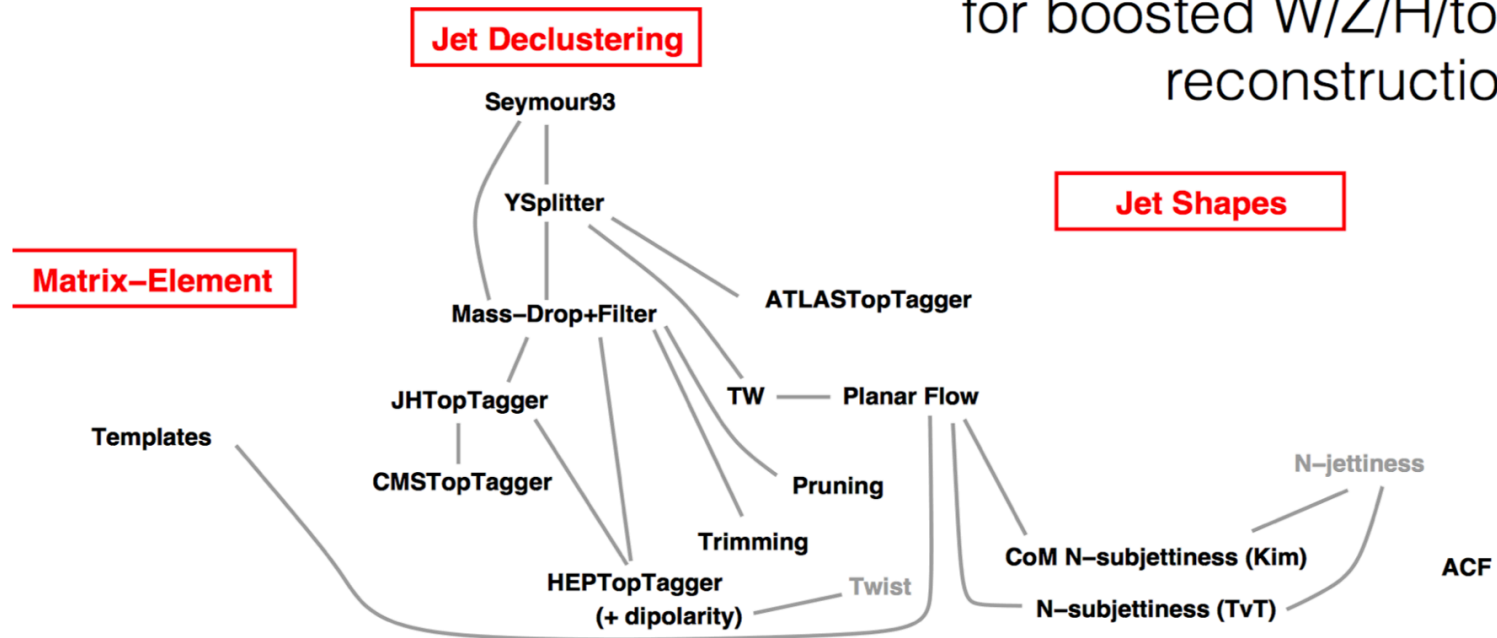 for boosted W/Z/H/to
reconstructio
Jet Declustering
Seymour93
YSplitter
Jet Shapes
Matrix–Element
ATLASTopTagger
Mass–Drop+Filter
JHTopTagger
TW
Planar Flow
Templates
N–jettiness
CMSTopTagger
Pruning
Trimming
CoM N–subjettiness (Kim)
ACF
HEPTopTagger
(+ dipolarity)
Twist
N–subjettiness (TvT)